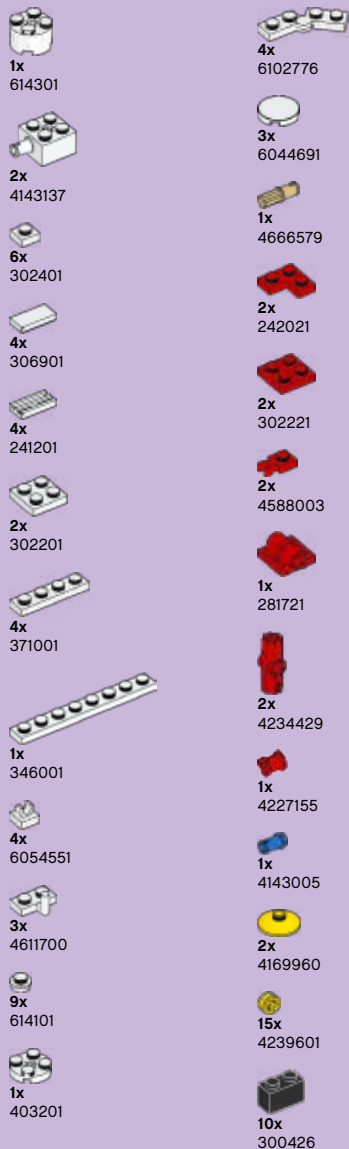 1x
614301
2x
4143137
6x
302401
4x
306901
4x
241201
2x
302201
4x
371001
1x
346001
4x
6054551
3x
4611700
9x
614101
1x
403201
4x
6102776
3x
6044691
1x
4666579
2x
242021
2x
302221
2x
4588003
1x
281721
2x
4234429
1x
4227155
1x
4143005
2x
4169960
15x
4239601
10x
300426